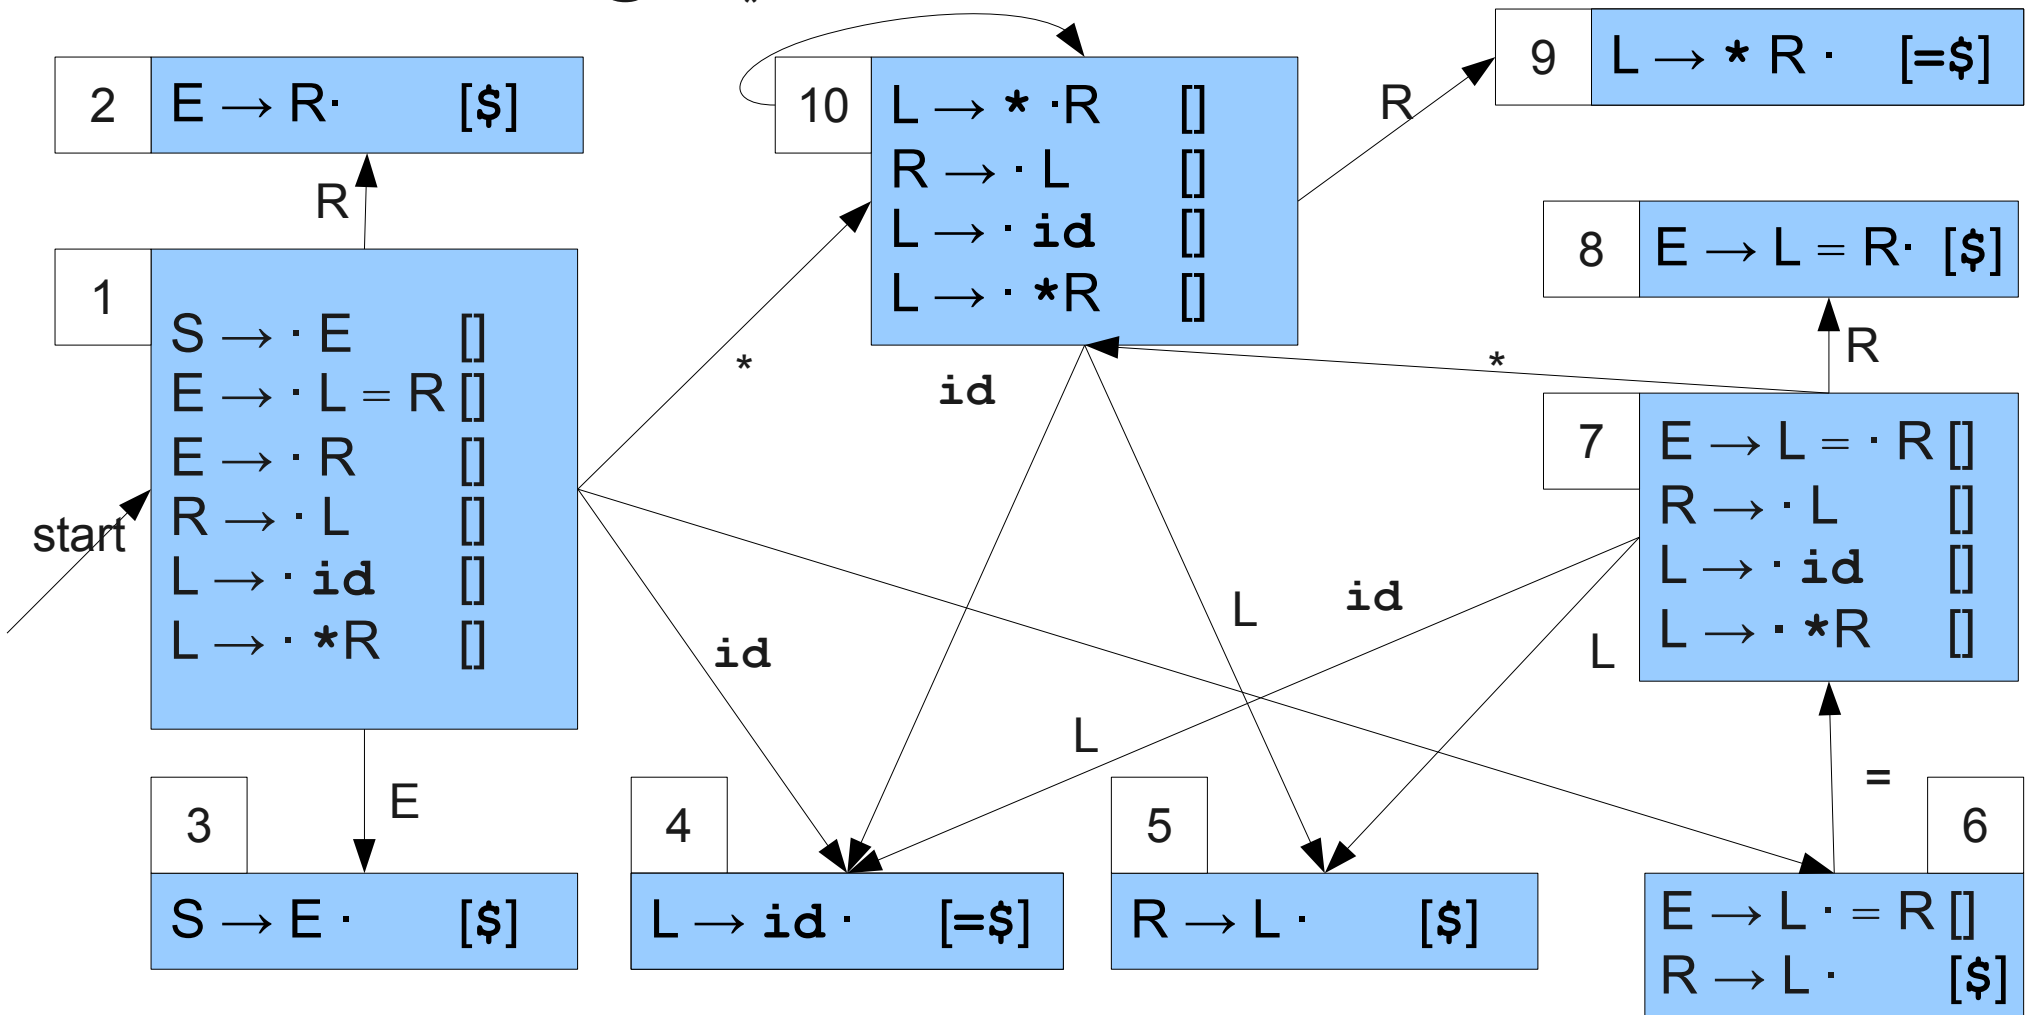 2
E → R· [$]
10
L → * ·R []
R → · L []
L → · id []
L → · *R []
9
L → * R · [=$]
R
R
8
E → L = R· [$]
1
S → · E []
E → · L = R []
E → · R []
R → · L []
L → · id []
L → · *R []
start
*
id
*
R
7
E → L = · R []
R → · L []
L → · id []
L → · *R []
id
L
id
L
L
E
=
3
S → E · [$]
4
L → id · [=$]
5
R → L · [$]
6
E → L · = R []
R → L · [$]